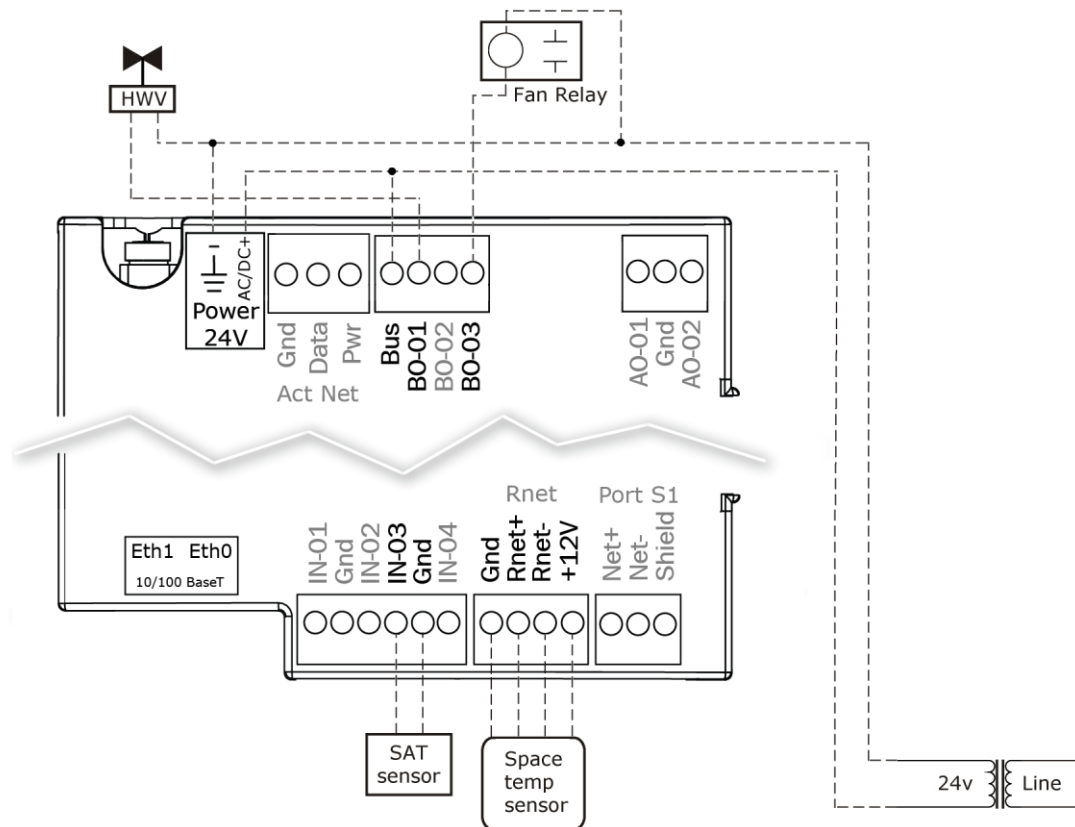 HWV
Fan Relay
-
AC/DC+
Power
24V
Gnd
Data
Pwr
Act Net
Bus
BO-01
BO-02
BO-03
AO-01
Gnd
AO-02
Rnet
Port S1
Eth1 Eth0
10/100 BaseT
IN-01
Gnd
IN-02
IN-03
Gnd
IN-04
Gnd
Rnet+
Rnet-
+12V
Net+
Net-
Shield
SAT
sensor
Space
temp
sensor
24v
Line